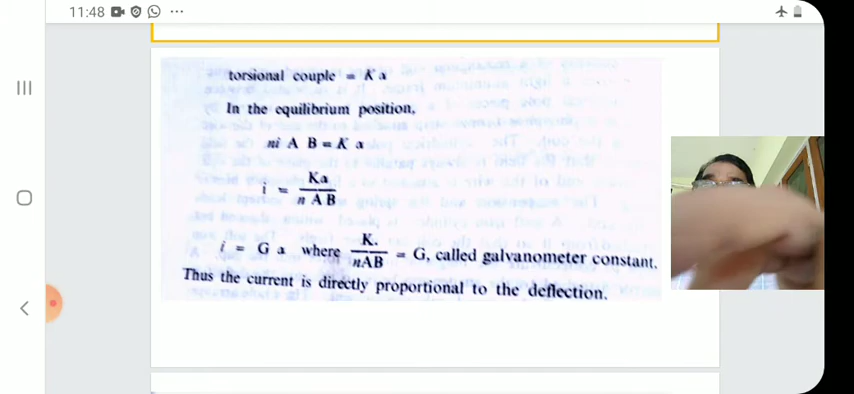 11:48
torsional couple = K a
In the equilibrium position,
ni A B = K a
i = Ka / n A B
i = G a where K. / nAB = G, called galvanometer constant.
Thus the current is directly proportional to the deflection.